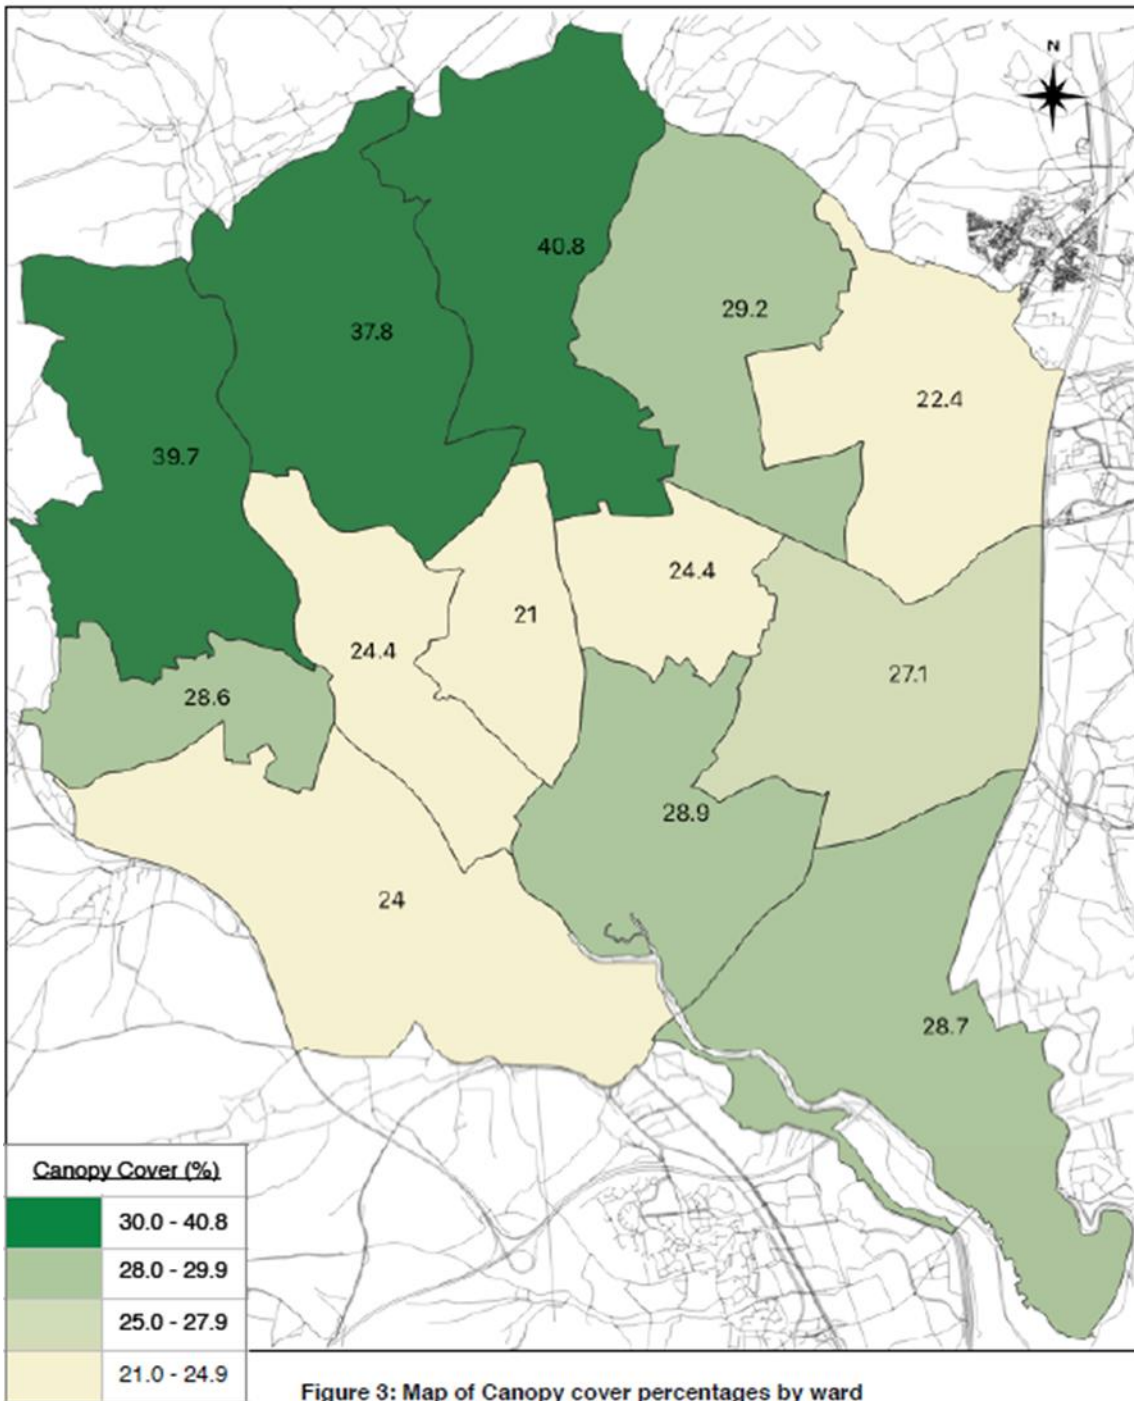 N
40.8
29.2
37.8
22.4
39.7
24.4
21
24.4
27.1
28.6
28.9
24
28.7
Canopy Cover (%)
30.0 - 40.8
28.0 - 29.9
25.0 - 27.9
21.0 - 24.9
Figure 3: Map of Canopy cover percentages by ward